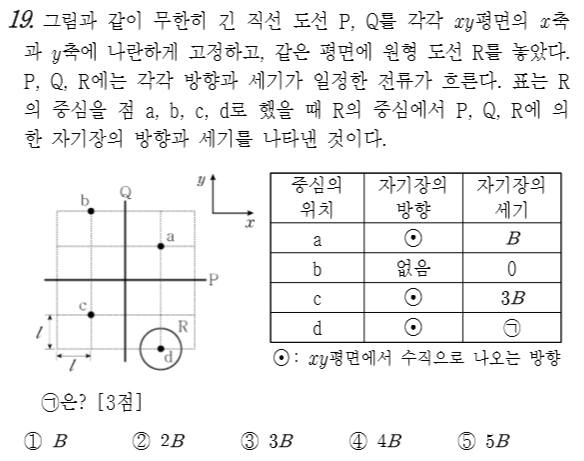 19. 그림과 같이 무한히 긴 직선 도선 P, Q를 각각 xy평면의 x축
과 y축에 나란하게 고정하고, 같은 평면에 원형 도선 R를 놓았다.
P, Q, R에는 각각 방향과 세기가 일정한 전류가 흐른다. 표는 R
의 중심을 점 a, b, c, d로 했을 때 R의 중심에서 P, Q, R에 의
한 자기장의 방향과 세기를 나타낸 것이다.
y
x
Q
b
a
P
c
R
d
l
l
중심의 위치 자기장의 방향 자기장의 세기
a ⊙ B
b 없음 0
c ⊙ 3B
d ⊙ ㉠
⊙: xy평면에서 수직으로 나오는 방향
㉠은? [3점]
① B ② 2B ③ 3B ④ 4B ⑤ 5B